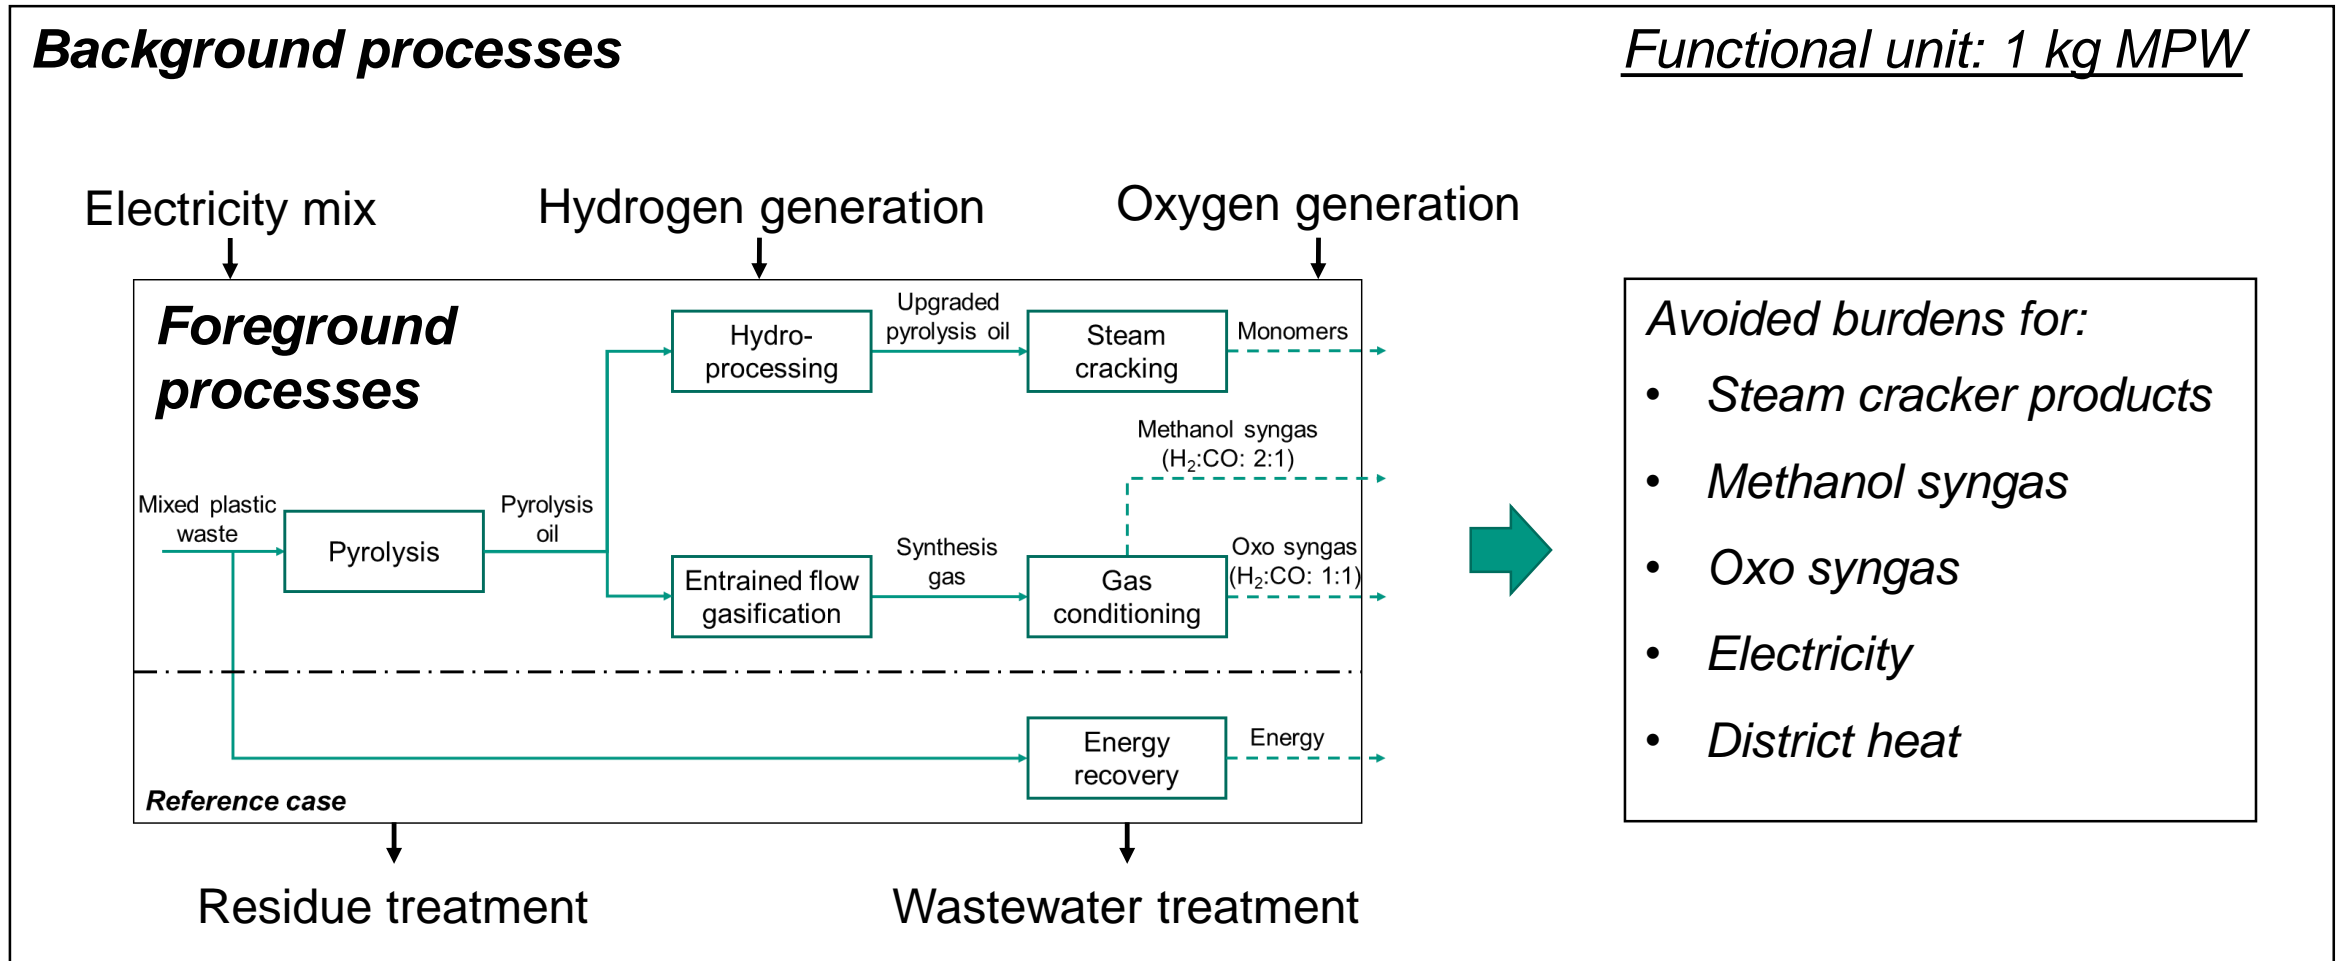 Background processes
Functional unit: 1 kg MPW
Electricity mix
Hydrogen generation
Oxygen generation
Foreground
processes
Hydro-
processing
Upgraded
pyrolysis oil
Steam
cracking
Monomers
Methanol syngas
(H₂:CO: 2:1)
Mixed plastic
waste
Pyrolysis
Pyrolysis
oil
Entrained flow
gasification
Synthesis
gas
Gas
conditioning
Oxo syngas
(H₂:CO: 1:1)
Energy
recovery
Energy
Reference case
Residue treatment
Wastewater treatment
Avoided burdens for:
• Steam cracker products
• Methanol syngas
• Oxo syngas
• Electricity
• District heat